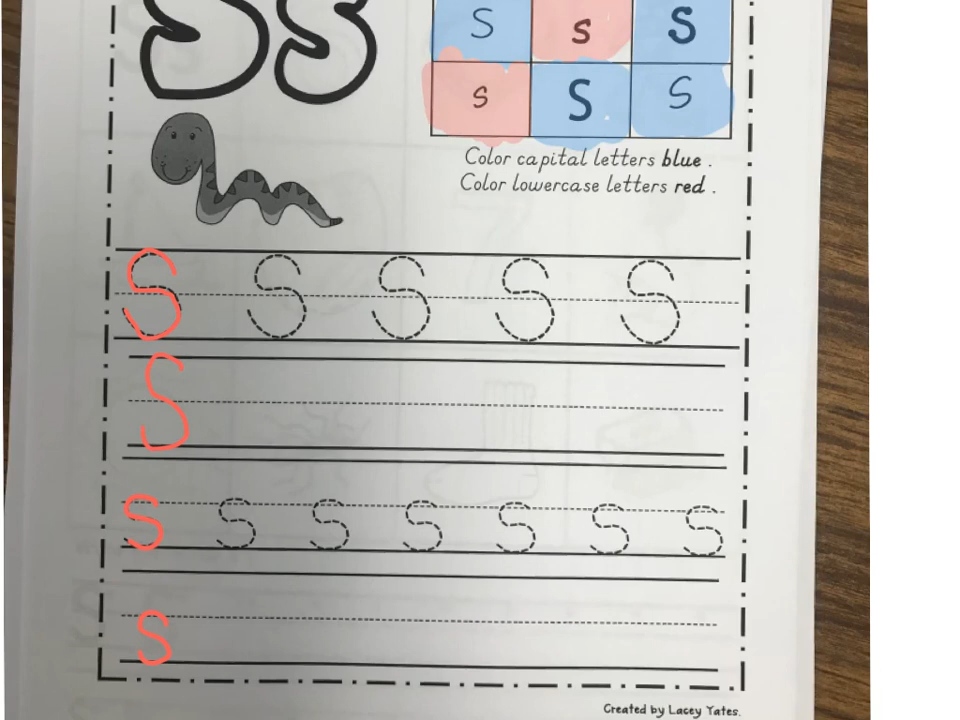 Ss
S s S
s S S
Color capital letters blue .
Color lowercase letters red .
S S S S S
S
s s s s s s s
s
Created by Lacey Yates.